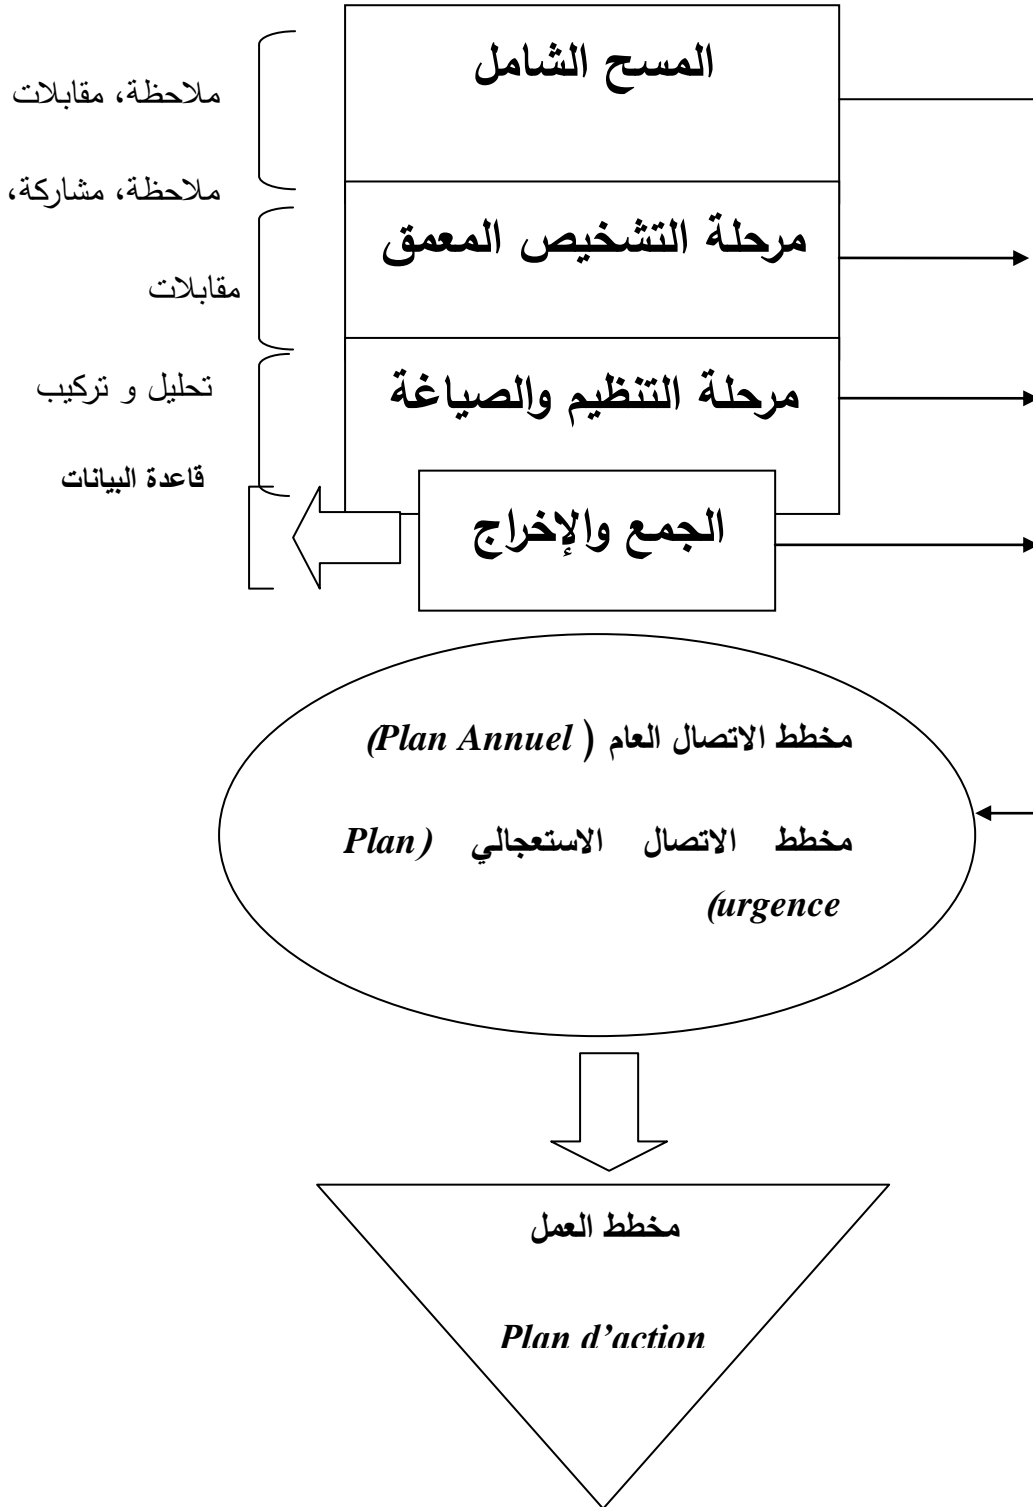 المسح الشامل
ملاحظة، مقابلات
ملاحظة، مشاركة،
مرحلة التشخيص المعمق
مقابلات
مرحلة التنظيم والصياغة
تحليل و تركيب
قاعدة البيانات
الجمع والإخراج
مخطط الاتصال العام ( Plan Annuel)
مخطط الاتصال الاستعجالي (Plan
urgence)
مخطط العمل
Plan d’action